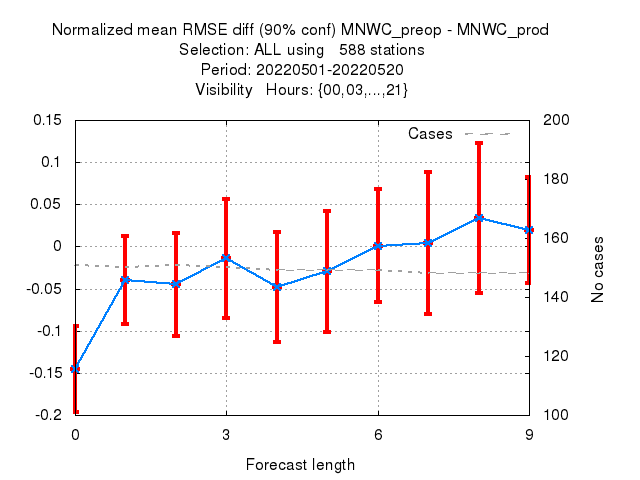 Normalized mean RMSE diff (90% conf) MNWC_preop - MNWC_prod
Selection: ALL using   588 stations
Period: 20220501-20220520
Visibility   Hours: {00,03,...,21}
Cases
0.15
0.1
0.05
0
-0.05
-0.1
-0.15
-0.2
200
180
160
140
120
100
No cases
0
3
6
9
Forecast length